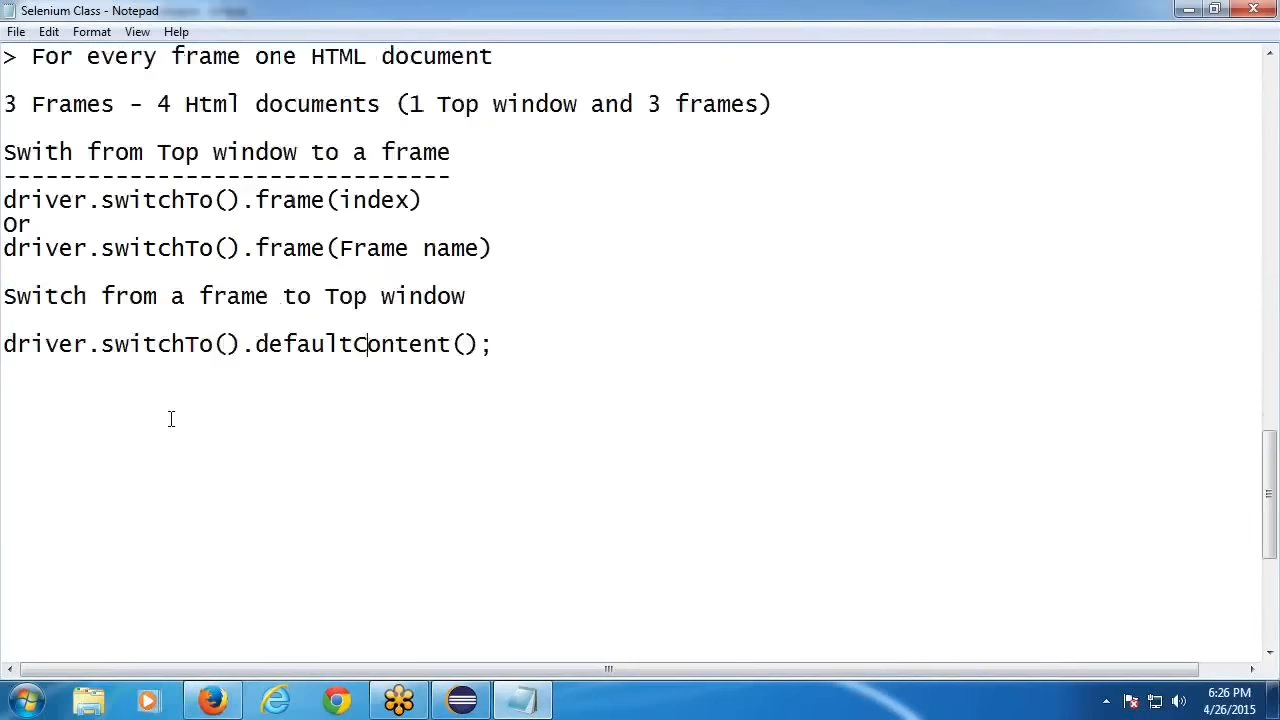 Selenium Class - Notepad
File Edit Format View Help
> For every frame one HTML document
3 Frames - 4 Html documents (1 Top window and 3 frames)
Swith from Top window to a frame
--------------------------------
driver.switchTo().frame(index)
Or
driver.switchTo().frame(Frame name)
Switch from a frame to Top window
driver.switchTo().defaultContent();
6:26 PM
4/26/2015